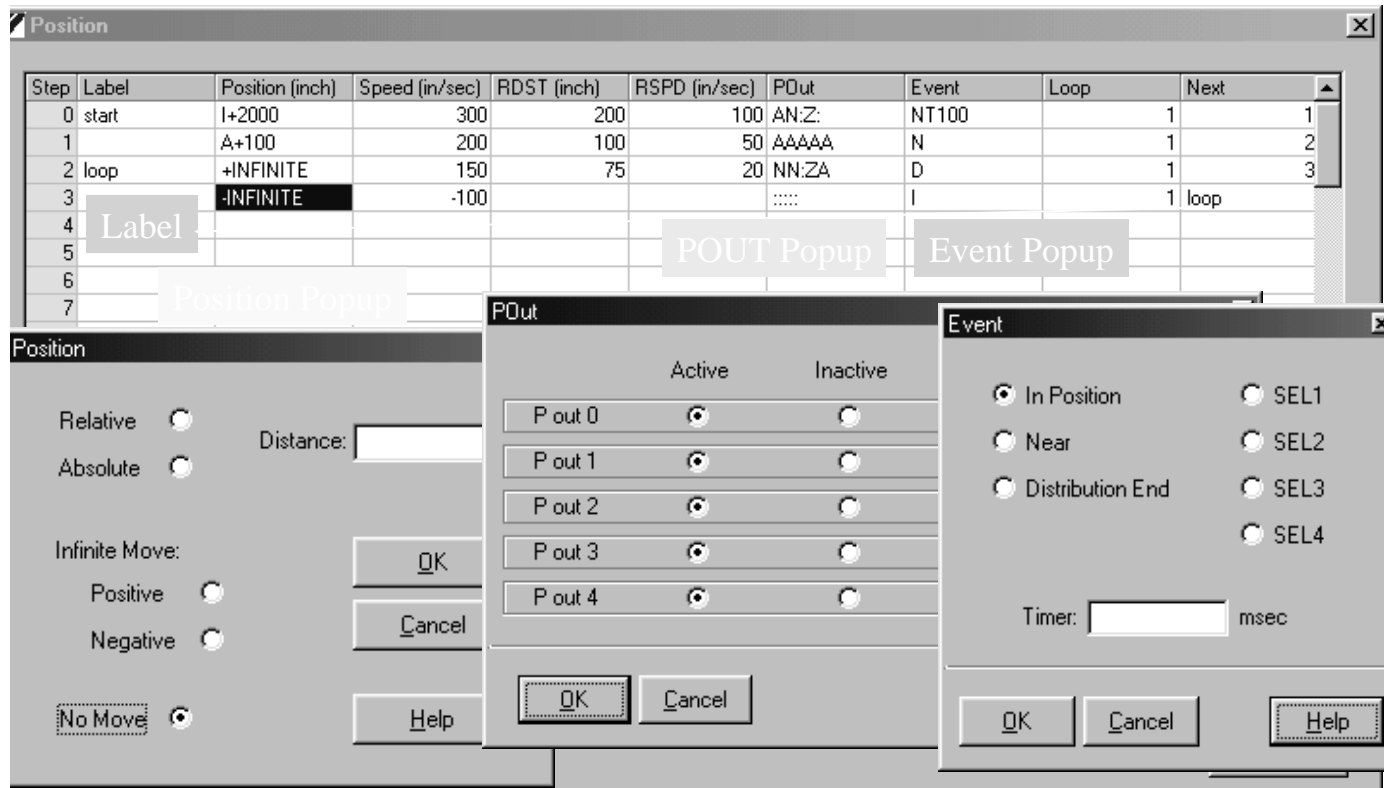 Position
Step Label Position (inch) Speed (in/sec) RDST (inch) RSPD (in/sec) POut Event Loop Next
0 start I+2000 300 200 100 AN:Z: NT100 1 1
1 A+100 200 100 50 AAAAA N 1 2
2 loop +INFINITE 150 75 20 NN:ZA D 1 3
3 -INFINITE -100 ::::: I 1 loop
4
5
6
7
Label
POUT Popup
Event Popup
Position Popup
Position
Relative
Absolute
Distance:
Infinite Move:
Positive
Negative
No Move
OK
Cancel
Help
POut
Active Inactive
P out 0
P out 1
P out 2
P out 3
P out 4
OK Cancel
Event
In Position SEL1
Near SEL2
Distribution End SEL3
SEL4
Timer: msec
OK Cancel Help